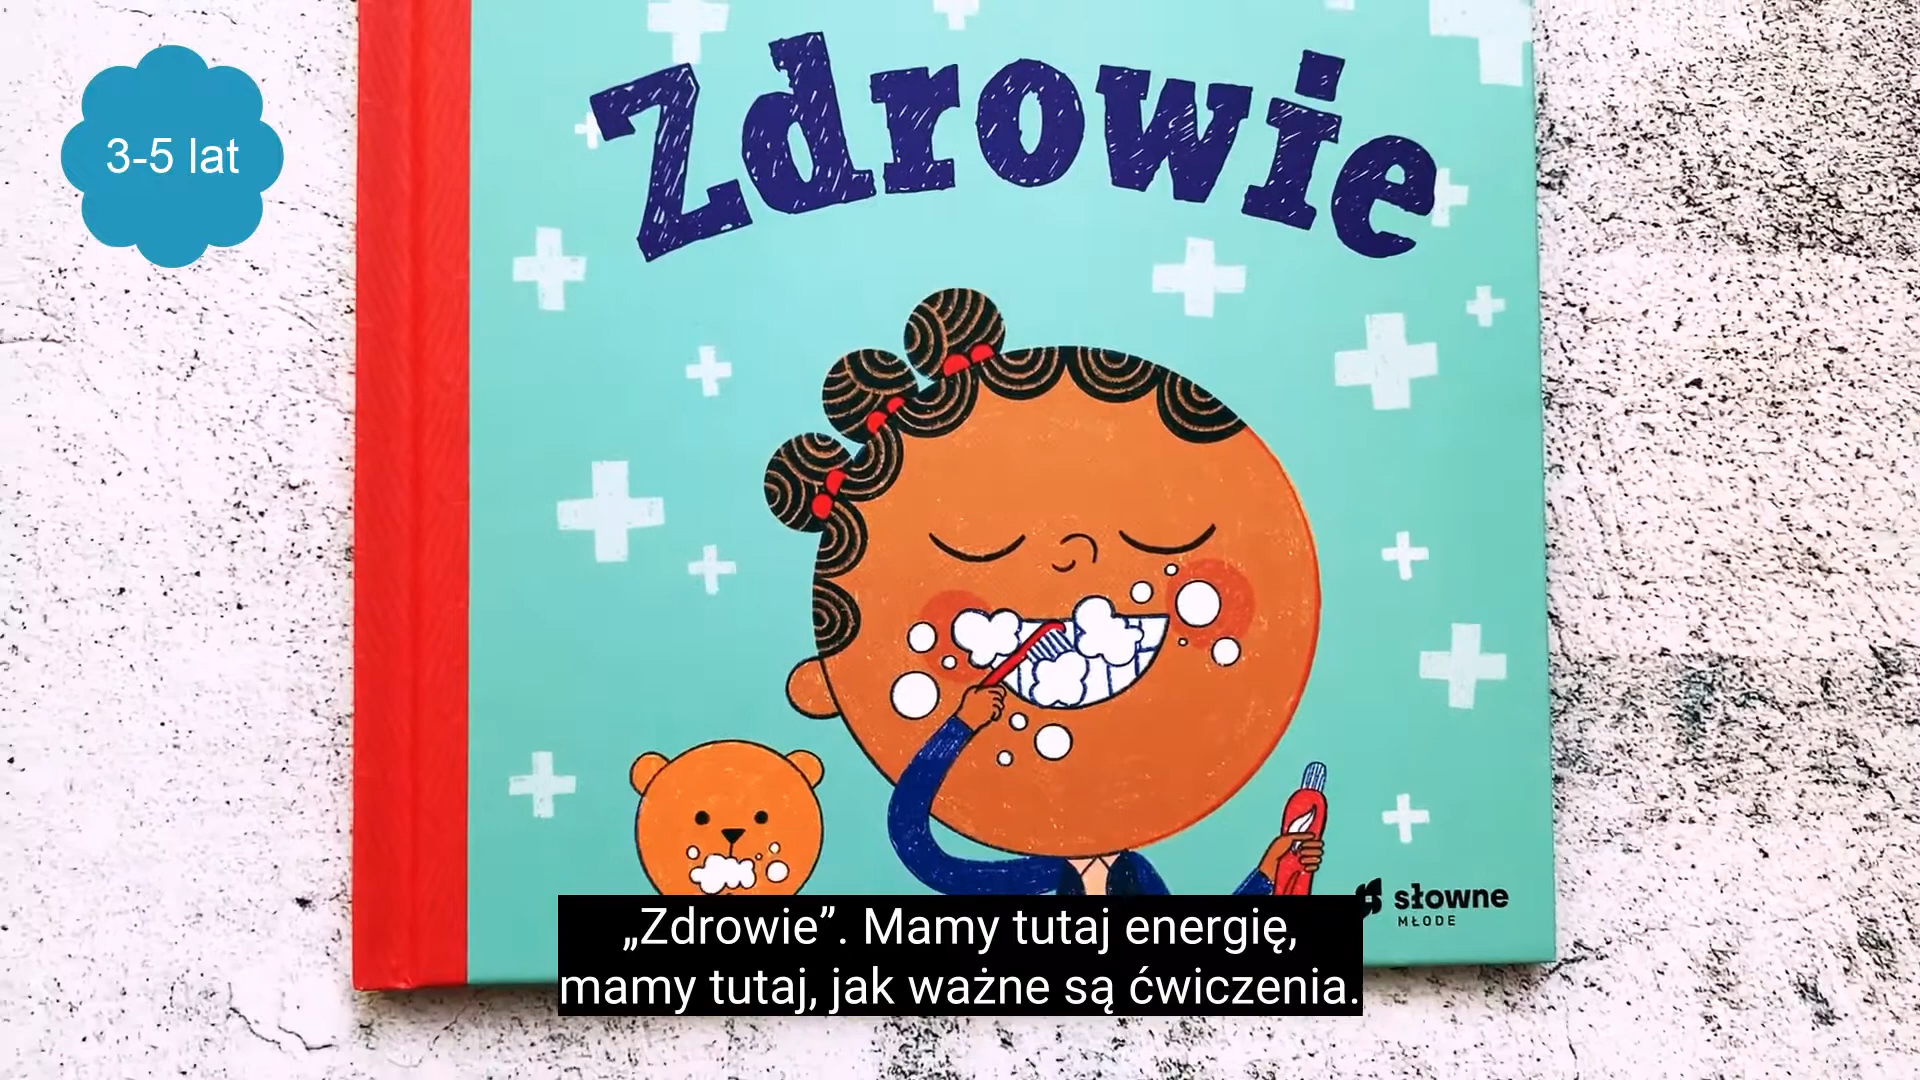 3-5 lat
Zdrowie
słowne
MŁODE
„Zdrowie”. Mamy tutaj energię,
mamy tutaj, jak ważne są ćwiczenia.